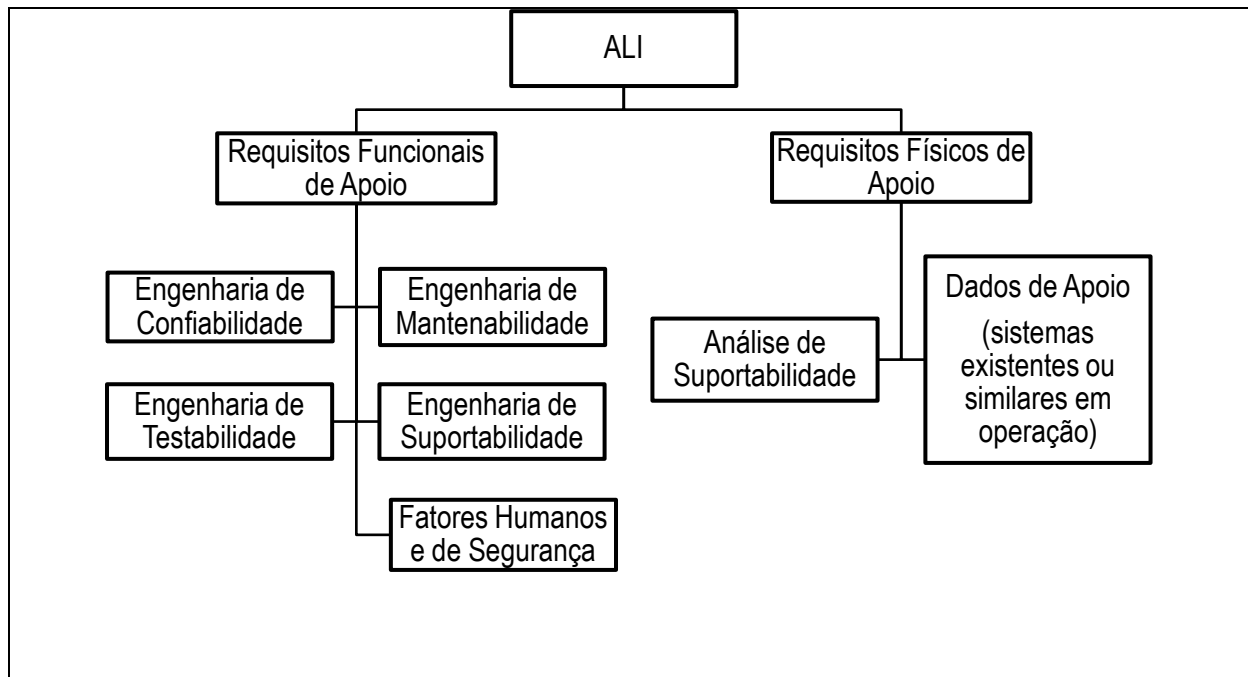 ALI
Requisitos Funcionais
de Apoio
Requisitos Físicos de
Apoio
Engenharia de
Confiabilidade
Engenharia de
Mantenabilidade
Engenharia de
Testabilidade
Engenharia de
Suportabilidade
Fatores Humanos
e de Segurança
Análise de
Suportabilidade
Dados de Apoio
(sistemas
existentes ou
similares em
operação)